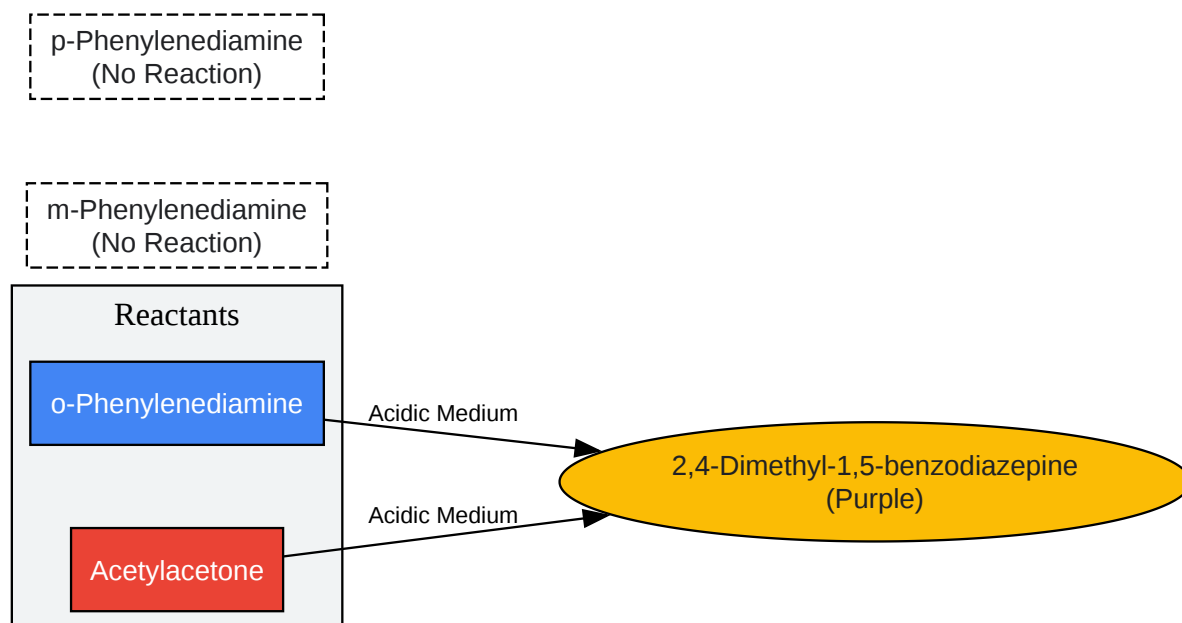 p-Phenylenediamine
(No Reaction)
m-Phenylenediamine
(No Reaction)
Reactants
o-Phenylenediamine
Acidic Medium
2,4-Dimethyl-1,5-benzodiazepine
(Purple)
Acidic Medium
Acetylacetone